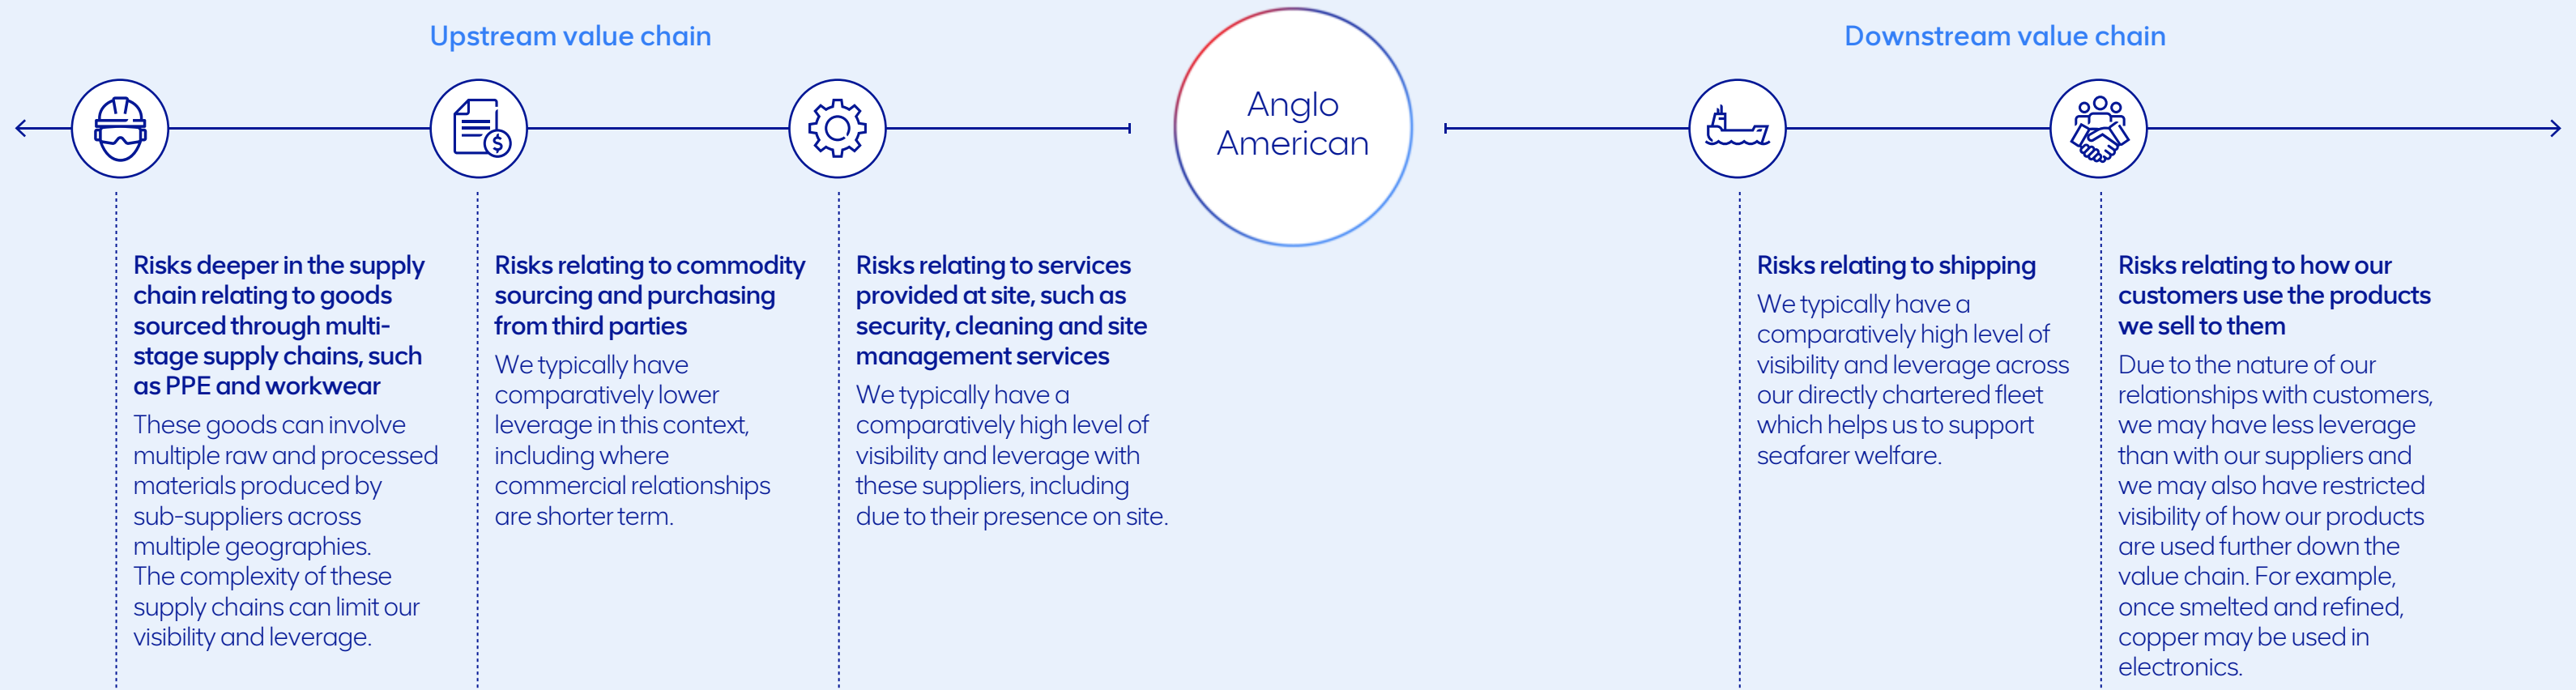 Upstream value chain
Anglo
American
Downstream value chain
$
Risks deeper in the supply
chain relating to goods
sourced through multi-
stage supply chains, such
as PPE and workwear
These goods can involve
multiple raw and processed
materials produced by
sub-suppliers across
multiple geographies.
The complexity of these
supply chains can limit our
visibility and leverage.
Risks relating to commodity
sourcing and purchasing
from third parties
We typically have
comparatively lower
leverage in this context,
including where
commercial relationships
are shorter term.
Risks relating to services
provided at site, such as
security, cleaning and site
management services
We typically have a
comparatively high level of
visibility and leverage with
these suppliers, including
due to their presence on site.
Risks relating to shipping
We typically have a
comparatively high level of
visibility and leverage across
our directly chartered fleet
which helps us to support
seafarer welfare.
Risks relating to how our
customers use the products
we sell to them
Due to the nature of our
relationships with customers,
we may have less leverage
than with our suppliers and
we may also have restricted
visibility of how our products
are used further down the
value chain. For example,
once smelted and refined,
copper may be used in
electronics.